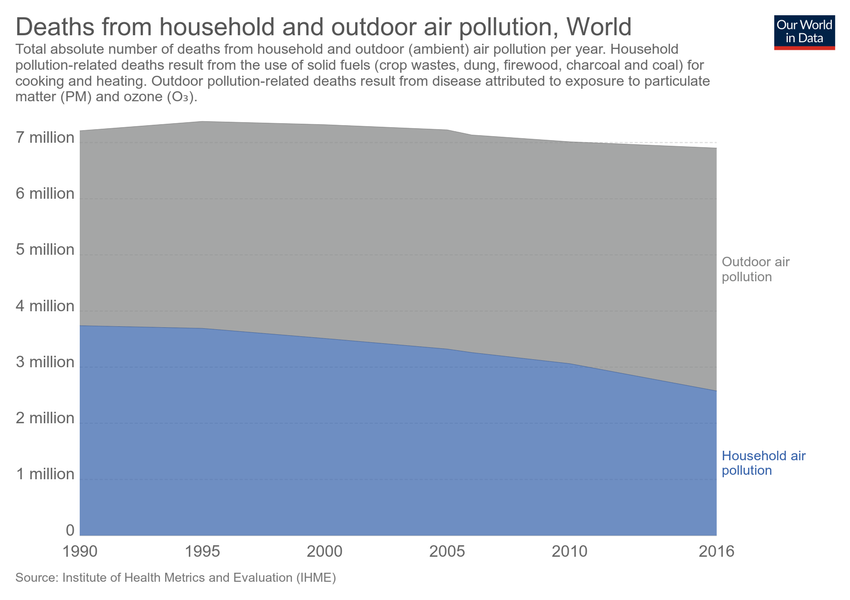 Deaths from household and outdoor air pollution, World
Our World
in Data
Total absolute number of deaths from household and outdoor (ambient) air pollution per year. Household
pollution-related deaths result from the use of solid fuels (crop wastes, dung, firewood, charcoal and coal) for
cooking and heating. Outdoor pollution-related deaths result from disease attributed to exposure to particulate
matter (PM) and ozone (O₃).
7 million
6 million
5 million
4 million
3 million
2 million
1 million
0
Outdoor air
pollution
Household air
pollution
1990 1995 2000 2005 2010 2016
Source: Institute of Health Metrics and Evaluation (IHME)